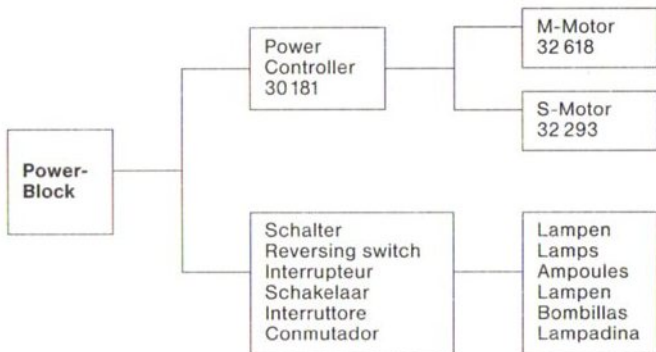 Power-
Block
Power
Controller
30 181
M-Motor
32 618
S-Motor
32 293
Schalter
Reversing switch
Interrupteur
Schakelaar
Interruttore
Conmutador
Lampen
Lamps
Ampoules
Lampen
Bombillas
Lampadina